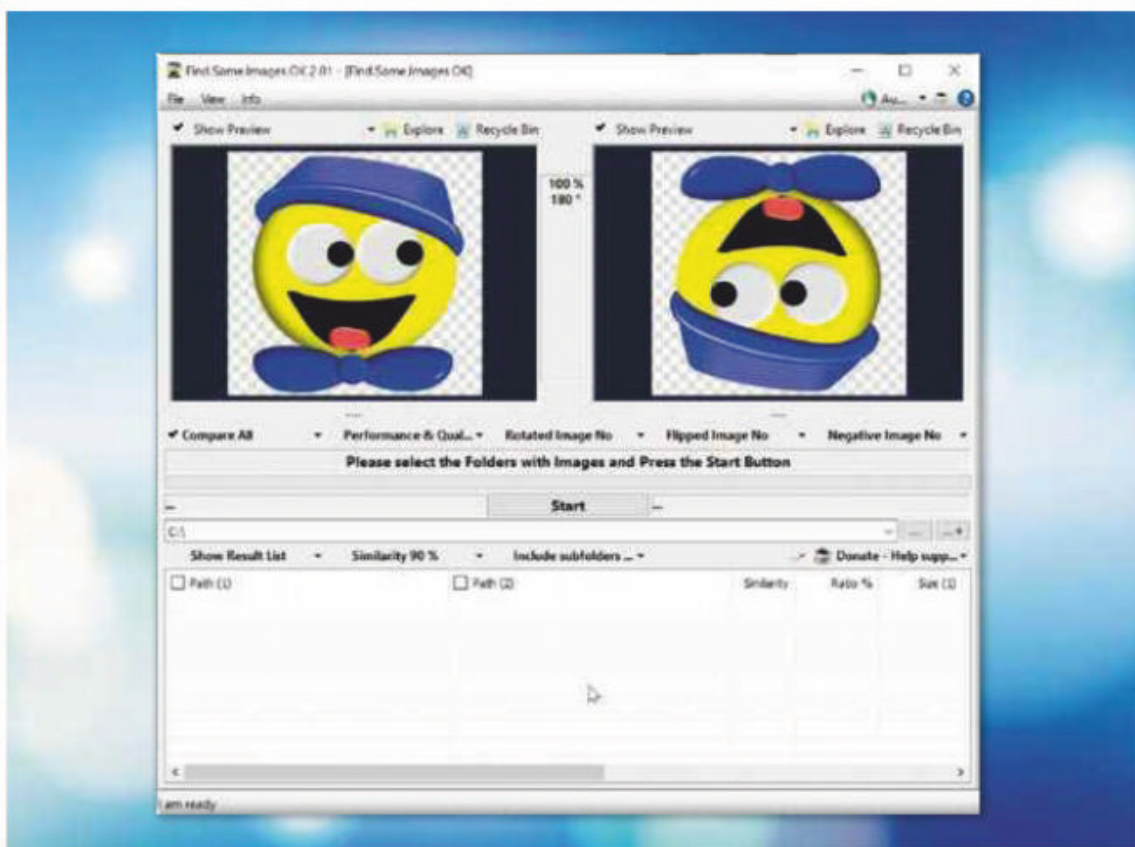 Find.Same.Images.OK 2.01 - [Find.Same.Images.OK]
File View Info Au...
Show Preview Explore Recycle Bin Show Preview Explore Recycle Bin
100 %
180 °
Compare All Performance & Qual... Rotated Image No Flipped Image No Negative Image No
Please select the Folders with Images and Press the Start Button
-- Start --
C:\ ... ...+
Show Result List Similarity 90 % Include subfolders ... Donate - Help supp...
Path (1) Path (2) Similarity Ratio % Size (1)
I am ready